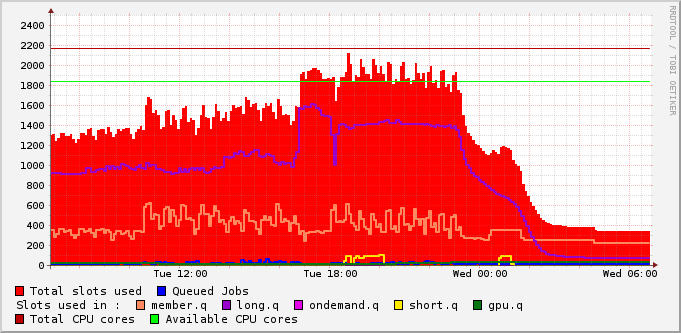 2400
2200
2000
1800
1600
1400
1200
1000
800
600
400
200
0
Tue 12:00 Tue 18:00 Wed 00:00 Wed 06:00
Total slots used Queued Jobs
Slots used in : member.q long.q ondemand.q short.q gpu.q
Total CPU cores Available CPU cores
RRDTOOL / TOBI OETIKER